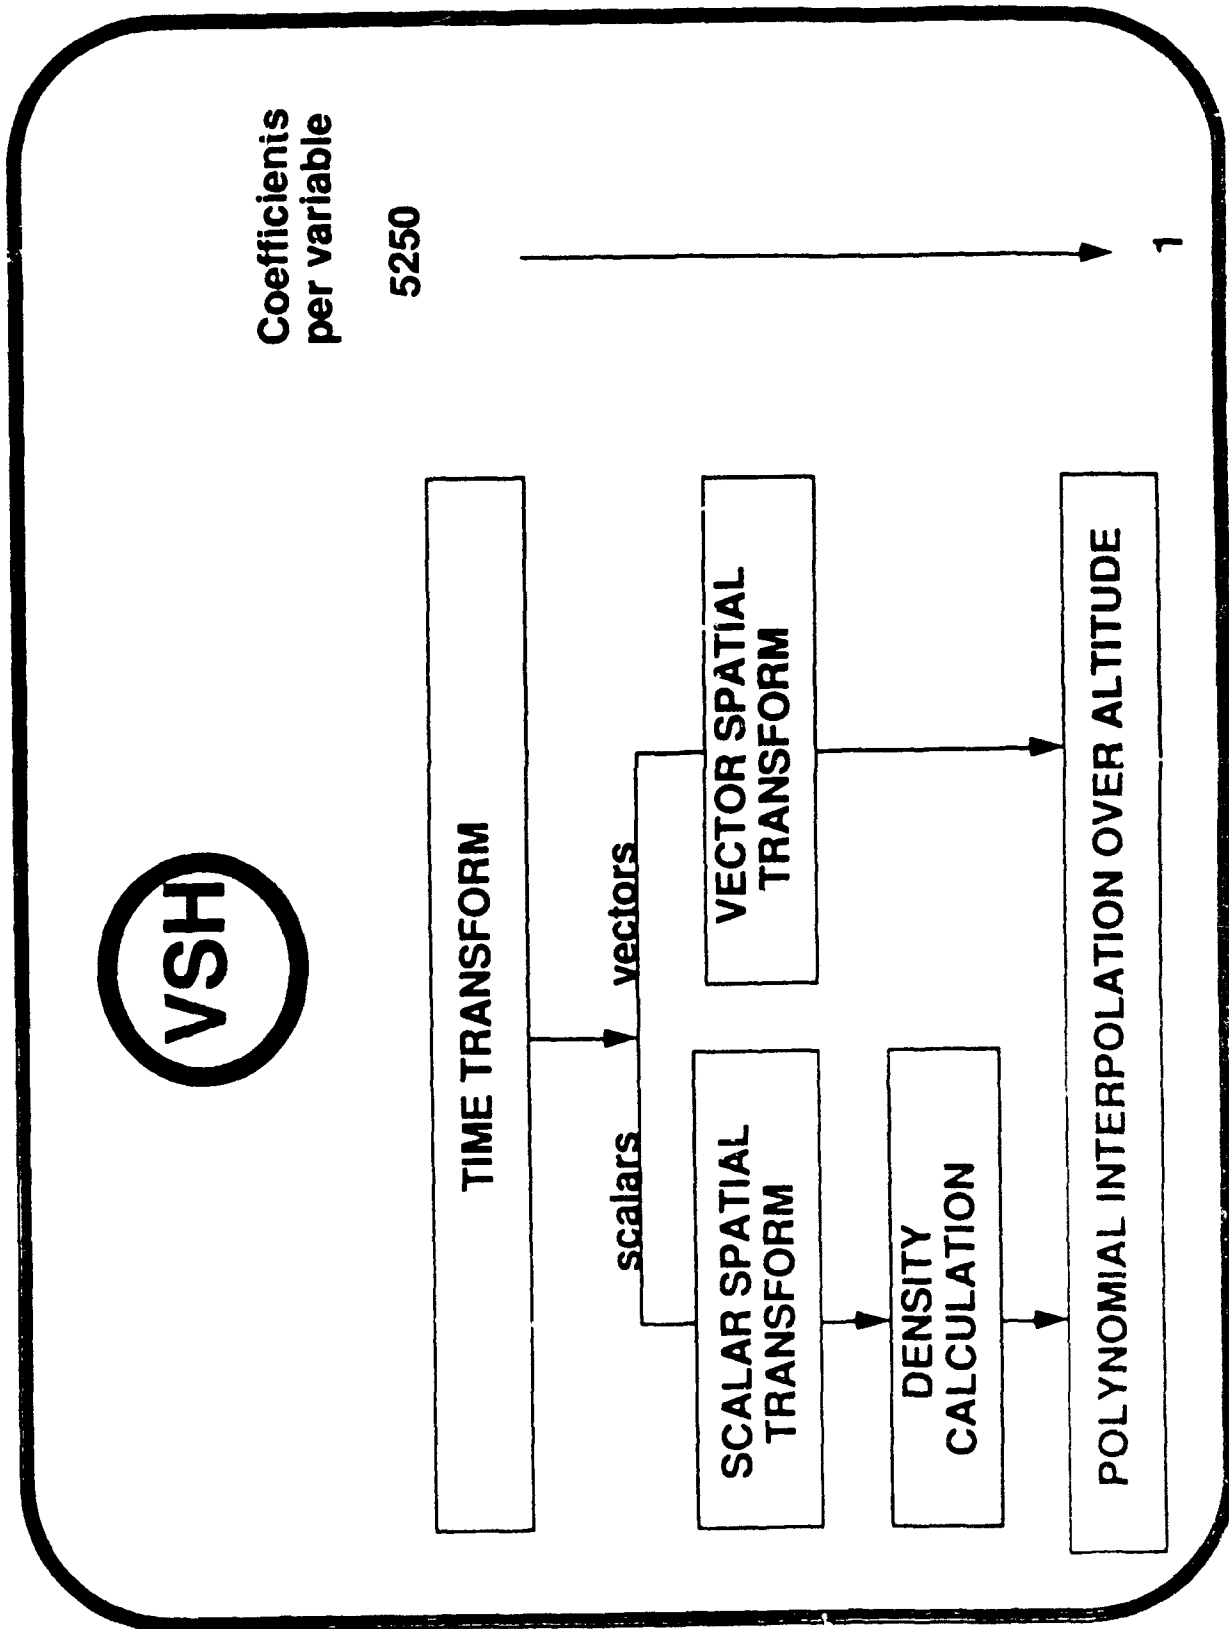 VSH
Coefficienis
per variable
5250
TIME TRANSFORM
scalars
vectors
SCALAR SPATIAL
TRANSFORM
VECTOR SPATIAL
TRANSFORM
DENSITY
CALCULATION
POLYNOMIAL INTERPOLATION OVER ALTITUDE
1